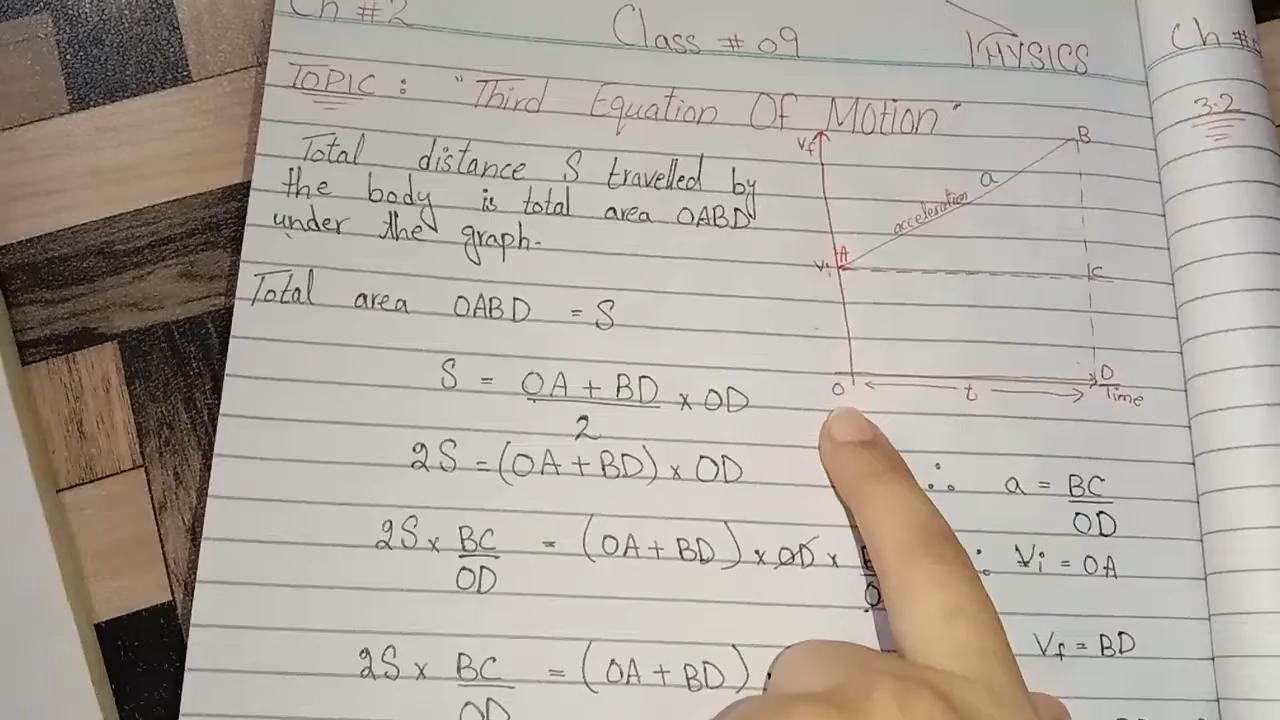 Ch #2
Class # 09
PHYSICS
Ch #
3.2
TOPIC : "Third Equation Of Motion"
Total distance S travelled by
the body is total area OABD
under the graph.
Total area OABD = S
S = OA + BD / 2 × OD
2S = (OA + BD) × OD
2S × BC / OD = (OA + BD) × OD ×
2S × BC / OD = (OA + BD)
Vf
B
a
acceleration
A
Vi
C
O
t
D
Time
∴ a = BC / OD
∴ Vi = OA
Vf = BD